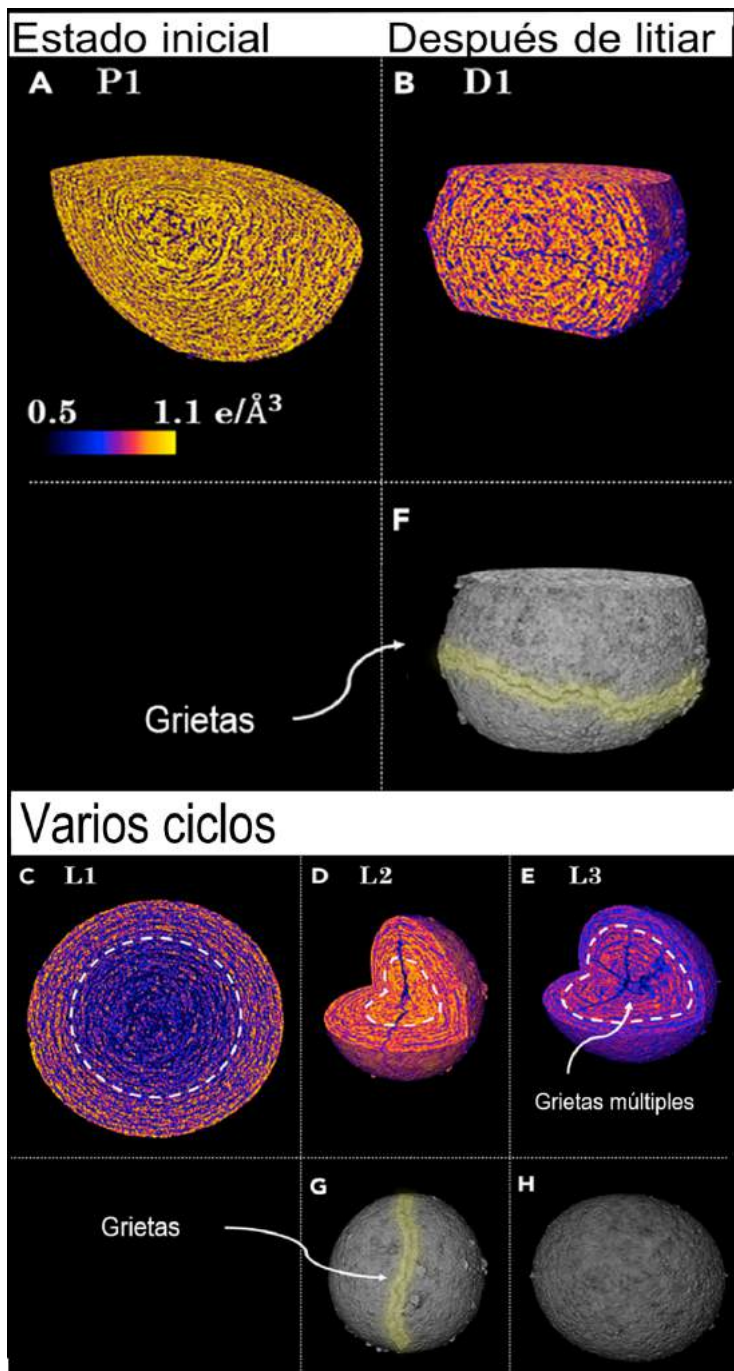 Estado inicial
Después de litiar
A P1
B D1
0.5 1.1 e/Å³
F
Grietas
Varios ciclos
C L1
D L2
E L3
Grietas múltiples
G
H
Grietas